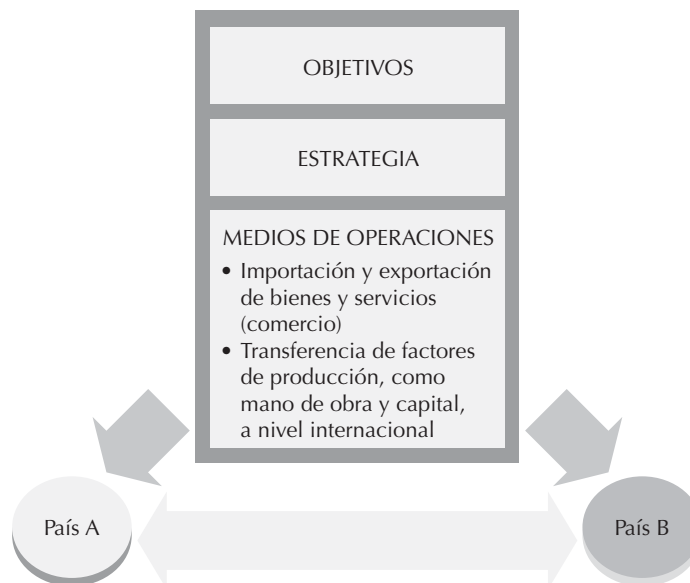 OBJETIVOS
ESTRATEGIA
MEDIOS DE OPERACIONES
• Importación y exportación
de bienes y servicios
(comercio)
• Transferencia de factores
de producción, como
mano de obra y capital,
a nivel internacional
País A
País B